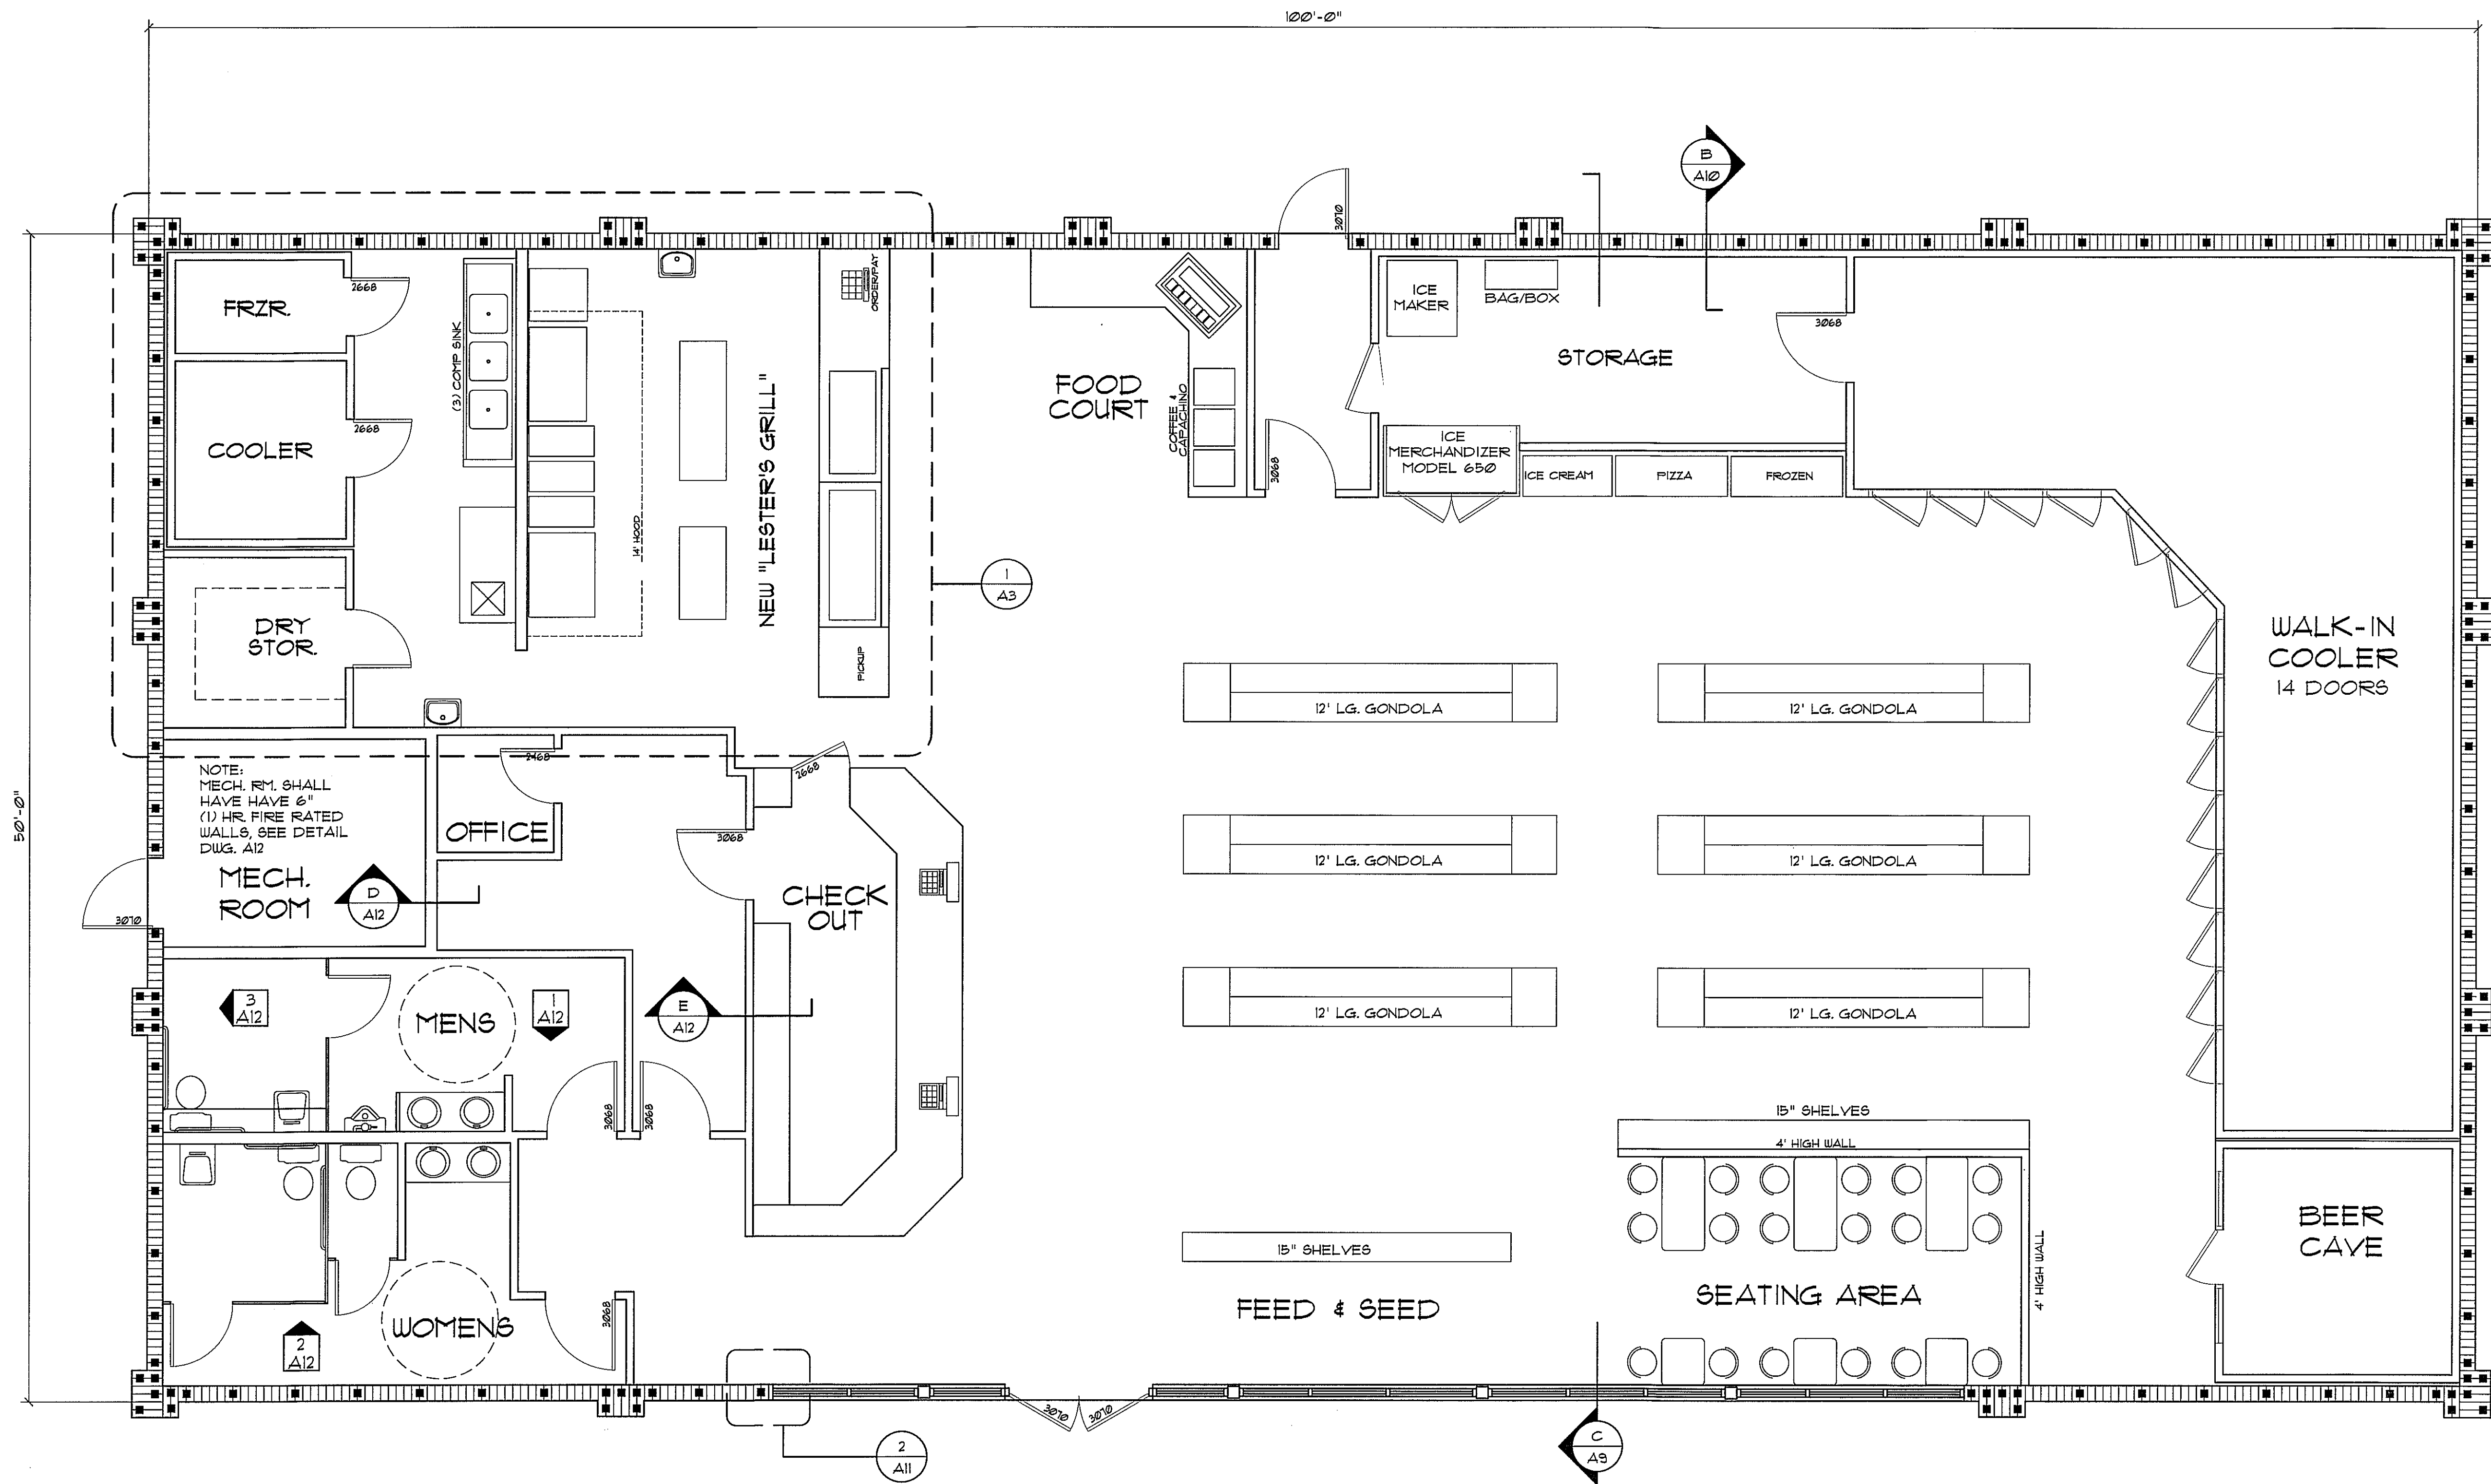 100'-0"
50'-0"
B
A10
3070
FRZR.
2668
COOLER
2668
(3) COMP SINK
14' HOOD
NEW "LESTER'S GRILL"
ORDER/PAY
PICKUP
DRY
STOR.
1
A3
FOOD
COURT
COFFEE &
CAPACHINO
3068
ICE
MAKER
BAG/BOX
STORAGE
3068
ICE
MERCHANDIZER
MODEL 650
ICE CREAM
PIZZA
FROZEN
WALK-IN
COOLER
14 DOORS
12' LG. GONDOLA
12' LG. GONDOLA
12' LG. GONDOLA
12' LG. GONDOLA
12' LG. GONDOLA
12' LG. GONDOLA
NOTE:
MECH. RM. SHALL
HAVE HAVE 6"
(1) HR. FIRE RATED
WALLS, SEE DETAIL
DWG. A12
MECH.
ROOM
3070
D
A12
2468
OFFICE
2668
3068
CHECK
OUT
3
A12
MENS
1
A12
E
A12
3068
3068
WOMENS
2
A12
3068
15" SHELVES
4' HIGH WALL
4' HIGH WALL
15" SHELVES
FEED & SEED
SEATING AREA
BEER
CAVE
3070
3070
2
A11
C
A9